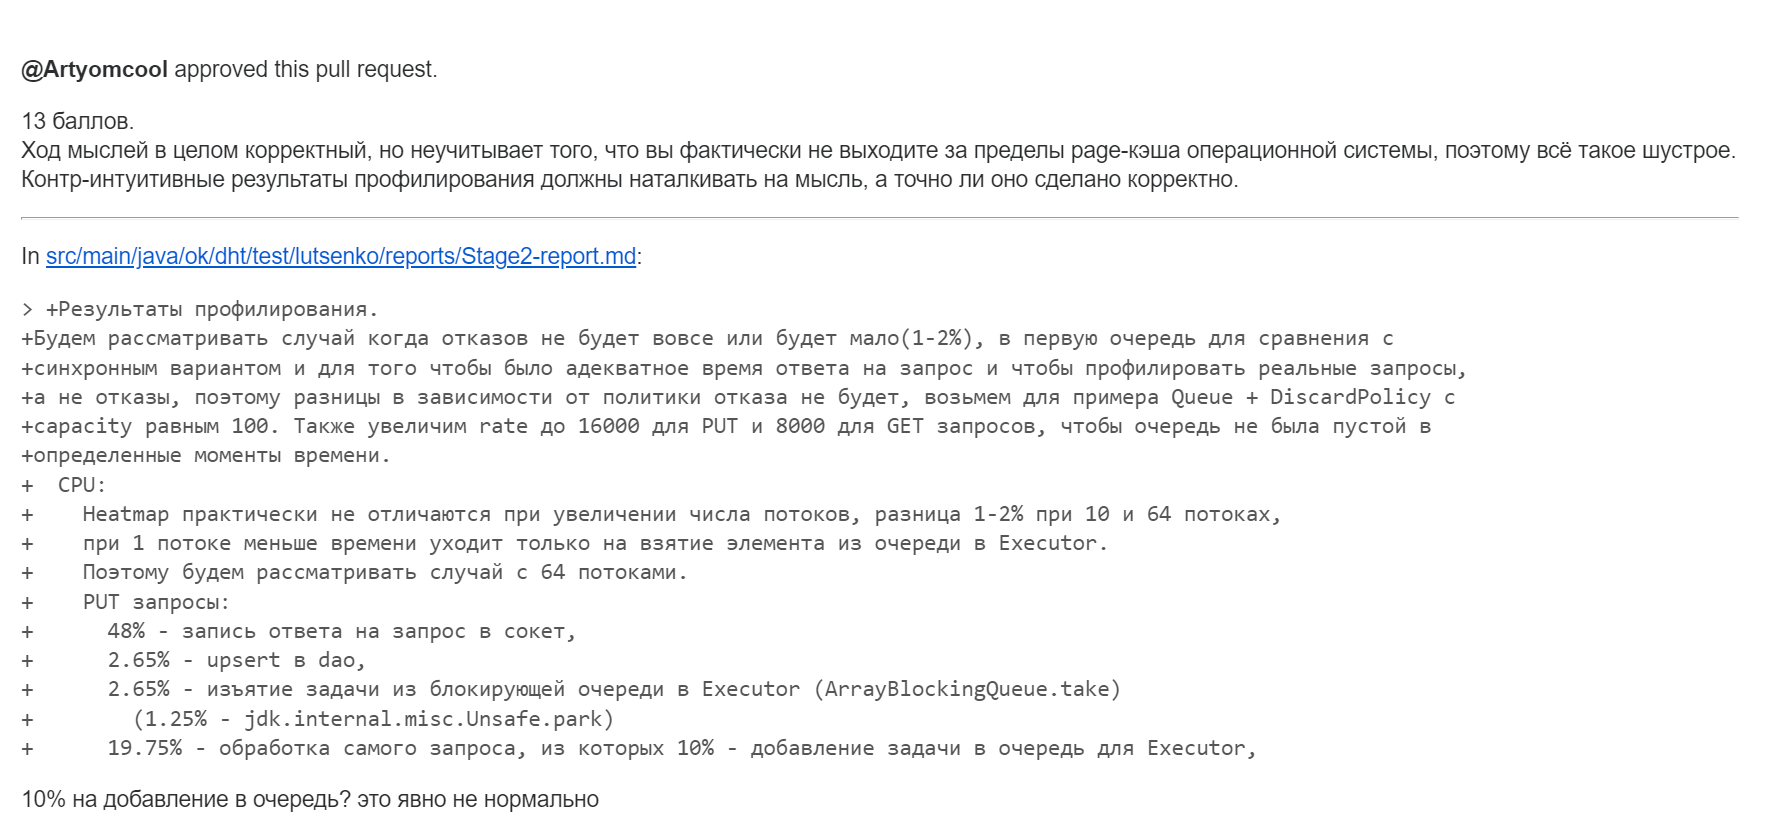 @Artyomcool approved this pull request.
13 баллов.
Ход мыслей в целом корректный, но неучитывает того, что вы фактически не выходите за пределы page-кэша операционной системы, поэтому всё такое шустрое.
Контр-интуитивные результаты профилирования должны наталкивать на мысль, а точно ли оно сделано корректно.
In src/main/java/ok/dht/test/lutsenko/reports/Stage2-report.md:
> +Результаты профилирования.
+Будем рассматривать случай когда отказов не будет вовсе или будет мало(1-2%), в первую очередь для сравнения с
+синхронным вариантом и для того чтобы было адекватное время ответа на запрос и чтобы профилировать реальные запросы,
+а не отказы, поэтому разницы в зависимости от политики отказа не будет, возьмем для примера Queue + DiscardPolicy с
+capacity равным 100. Также увеличим rate до 16000 для PUT и 8000 для GET запросов, чтобы очередь не была пустой в
+определенные моменты времени.
+  CPU:
+    Heatmap практически не отличаются при увеличении числа потоков, разница 1-2% при 10 и 64 потоках,
+    при 1 потоке меньше времени уходит только на взятие элемента из очереди в Executor.
+    Поэтому будем рассматривать случай с 64 потоками.
+    PUT запросы:
+      48% - запись ответа на запрос в сокет,
+      2.65% - upsert в dao,
+      2.65% - изъятие задачи из блокирующей очереди в Executor (ArrayBlockingQueue.take)
+        (1.25% - jdk.internal.misc.Unsafe.park)
+      19.75% - обработка самого запроса, из которых 10% - добавление задачи в очередь для Executor,
10% на добавление в очередь? это явно не нормально